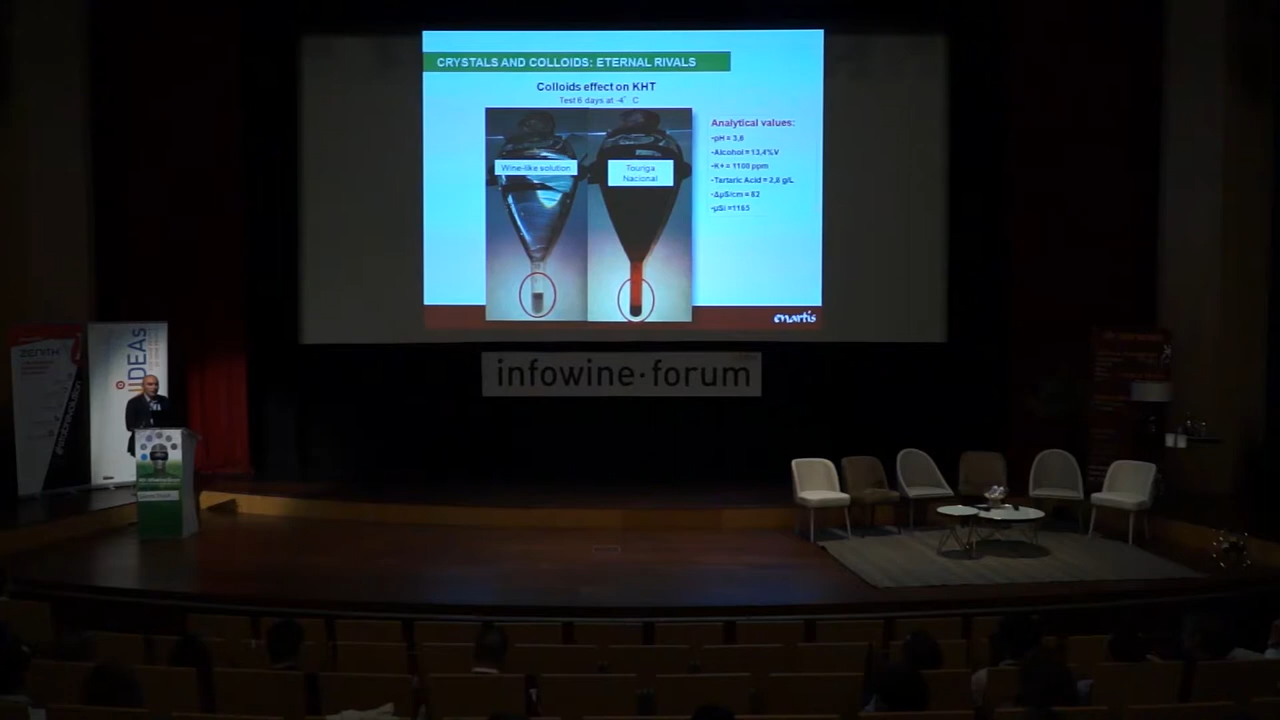 CRYSTALS AND COLLOIDS: ETERNAL RIVALS
Colloids effect on KHT
Test 6 days at -4° C
Wine-like solution
Touriga
Nacional
Analytical values:
-pH = 3,6
-Alcohol = 13,4%V
-K+ = 1100 ppm
-Tartaric Acid = 2,8 g/L
-ΔµS/cm = 62
-µSi =1165
enartis
infowine·forum
ZENITH
iIDEAs